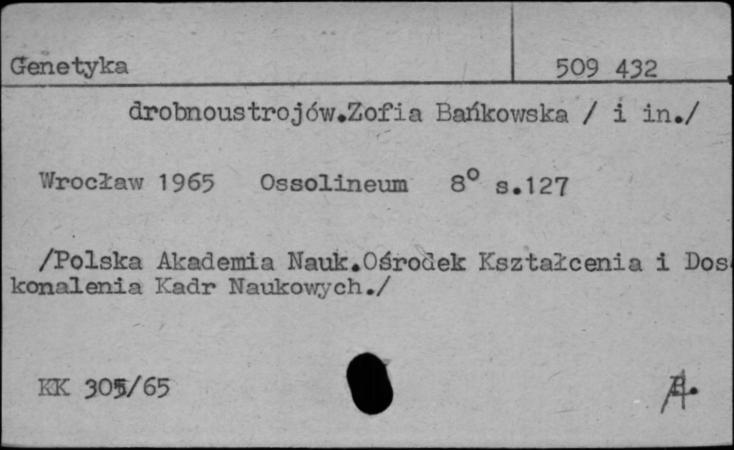 Genetyka 509 432
drobnoustrojów.Zofia Bańkowska / i in./
Wrocław 1965 Ossolineum 8° s.127
/Polska Akademia Nauk.Ośrodek Kształcenia i Dos
konalenia Kadr Naukowych./
KK 305/65